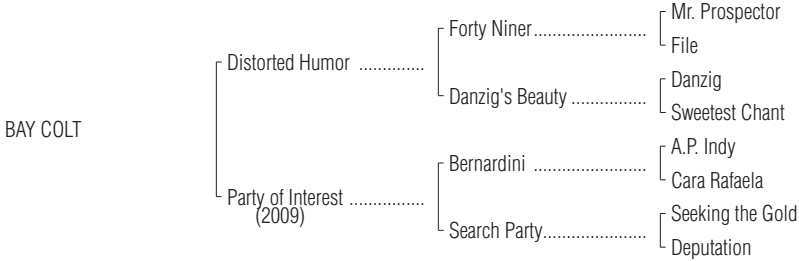 Mr. Prospector
Forty Niner........................
File
Distorted Humor ..............
Danzig
Danzig's Beauty ................
Sweetest Chant
BAY COLT
A.P. Indy
Bernardini ........................
Cara Rafaela
Party of Interest ................
(2009)
Seeking the Gold
Search Party......................
Deputation